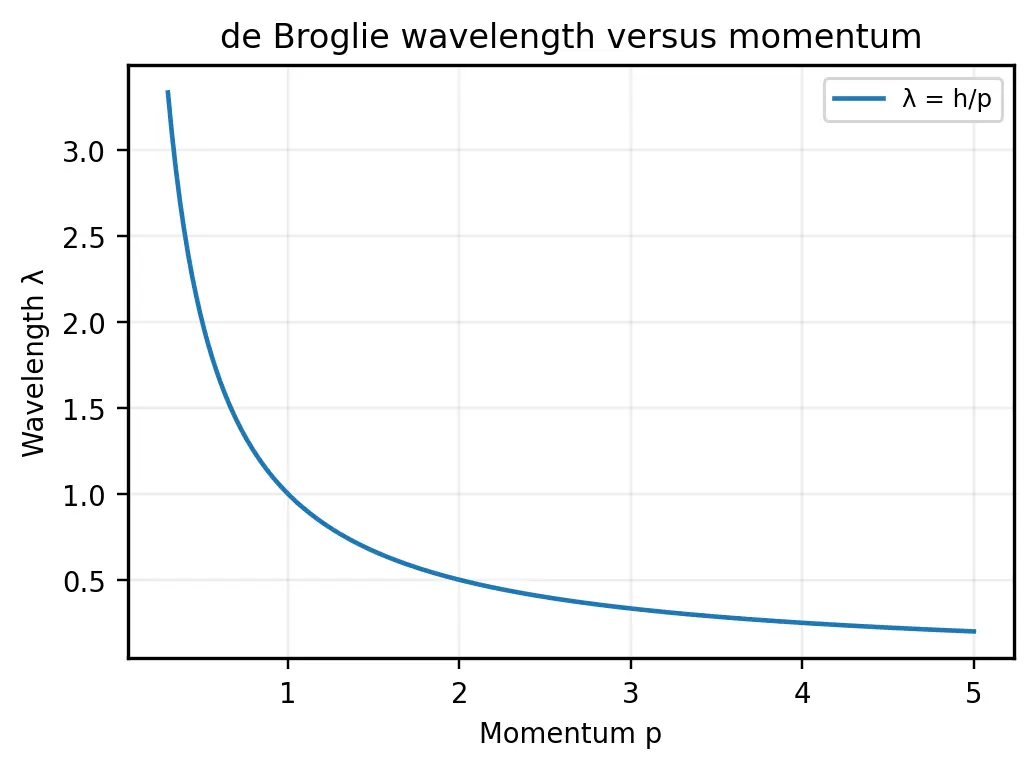 de Broglie wavelength versus momentum
λ = h/p
3.0
2.5
2.0
1.5
1.0
0.5
Wavelength λ
1 2 3 4 5
Momentum p